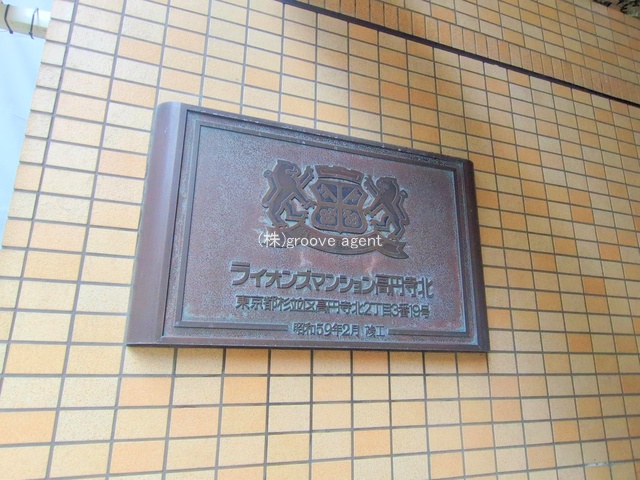 (株)groove agent
ライオンズマンション高円寺北
東京都杉並区高円寺北2丁目3番19号
昭和59年2月 竣工